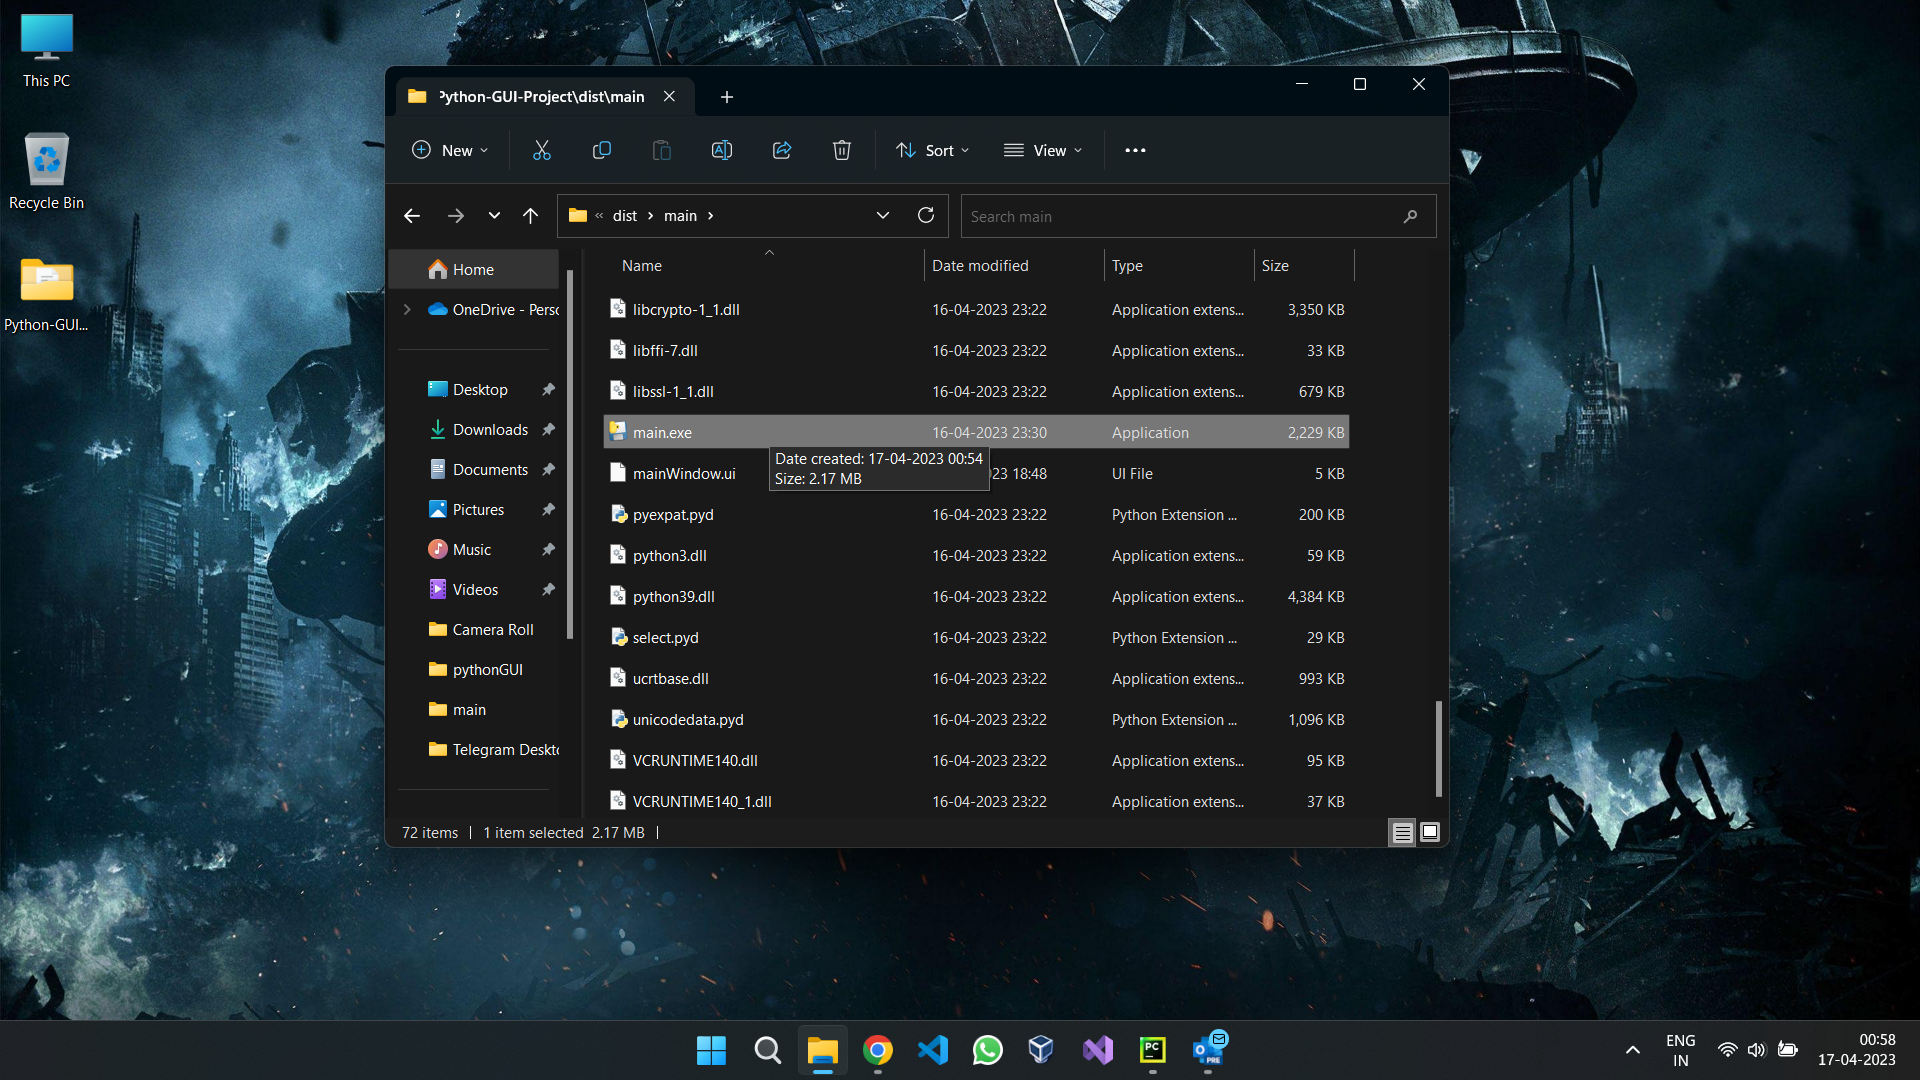 This PC
Recycle Bin
Python-GUI...
Python-GUI-Project\dist\main
New
Sort
View
dist
main
Search main
Home
OneDrive - Perso
Desktop
Downloads
Documents
Pictures
Music
Videos
Camera Roll
pythonGUI
main
Telegram Deskto
Name Date modified Type Size
libcrypto-1_1.dll 16-04-2023 23:22 Application extens... 3,350 KB
libffi-7.dll 16-04-2023 23:22 Application extens... 33 KB
libssl-1_1.dll 16-04-2023 23:22 Application extens... 679 KB
main.exe 16-04-2023 23:30 Application 2,229 KB
Date created: 17-04-2023 00:54
Size: 2.17 MB
mainWindow.ui 23 18:48 UI File 5 KB
pyexpat.pyd 16-04-2023 23:22 Python Extension ... 200 KB
python3.dll 16-04-2023 23:22 Application extens... 59 KB
python39.dll 16-04-2023 23:22 Application extens... 4,384 KB
select.pyd 16-04-2023 23:22 Python Extension ... 29 KB
ucrtbase.dll 16-04-2023 23:22 Application extens... 993 KB
unicodedata.pyd 16-04-2023 23:22 Python Extension ... 1,096 KB
VCRUNTIME140.dll 16-04-2023 23:22 Application extens... 95 KB
VCRUNTIME140_1.dll 16-04-2023 23:22 Application extens... 37 KB
72 items 1 item selected 2.17 MB
PC
PRE
ENG
IN
00:58
17-04-2023